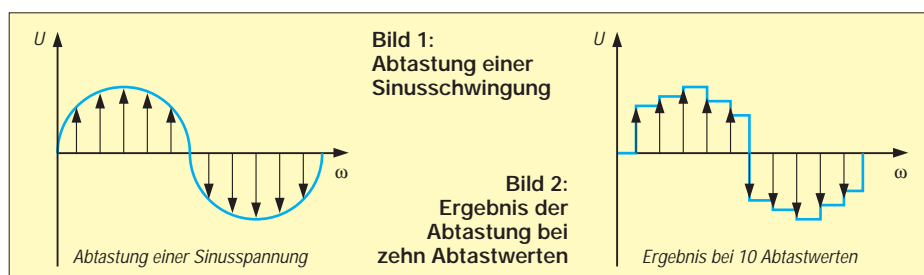 U
Bild 1:
Abtastung einer
Sinusschwingung
ω
Abtastung einer Sinusspannung
Bild 2:
Ergebnis der
Abtastung bei
zehn Abtastwerten
U
ω
Ergebnis bei 10 Abtastwerten